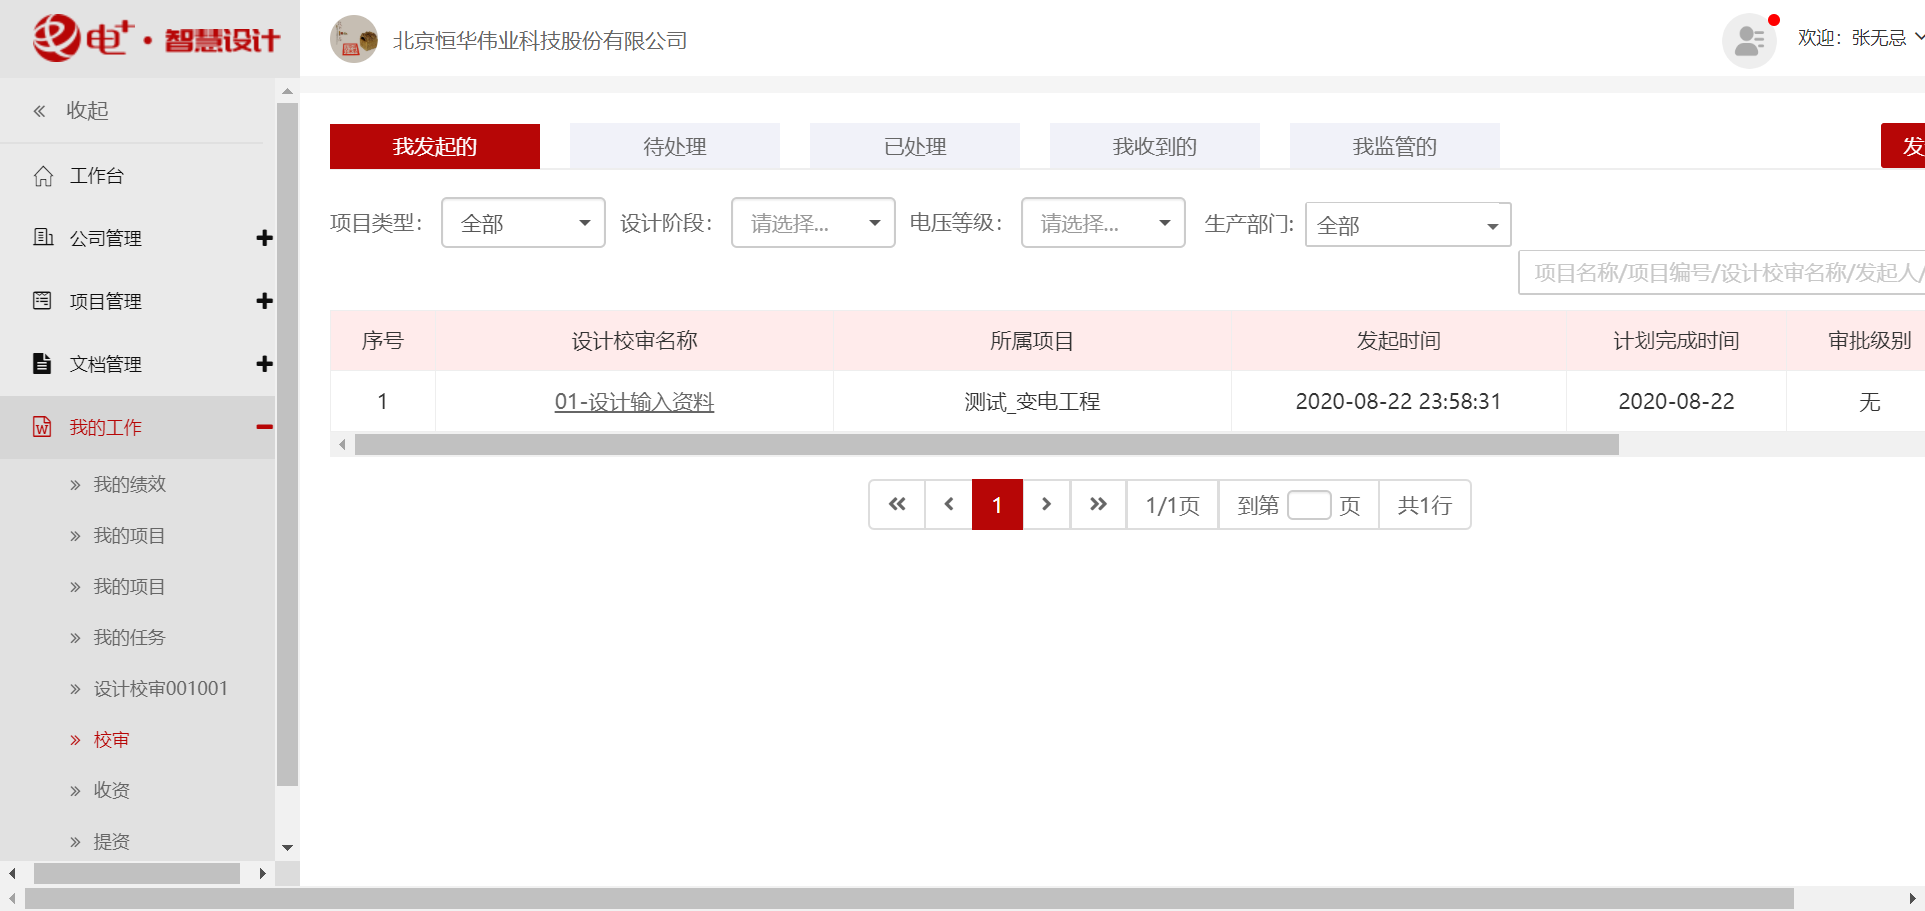 电+·智慧设计
北京恒华伟业科技股份有限公司
欢迎：张无忌
« 收起
工作台
公司管理
项目管理
文档管理
我的工作
我的绩效
我的项目
我的项目
我的任务
设计校审001001
校审
收资
提资
我发起的 待处理 已处理 我收到的 我监管的 发
项目类型： 全部 设计阶段： 请选择... 电压等级： 请选择... 生产部门: 全部
项目名称/项目编号/设计校审名称/发起人/
序号 设计校审名称 所属项目 发起时间 计划完成时间 审批级别
1 01-设计输入资料 测试_变电工程 2020-08-22 23:58:31 2020-08-22 无
1 1/1页 到第 页 共1行